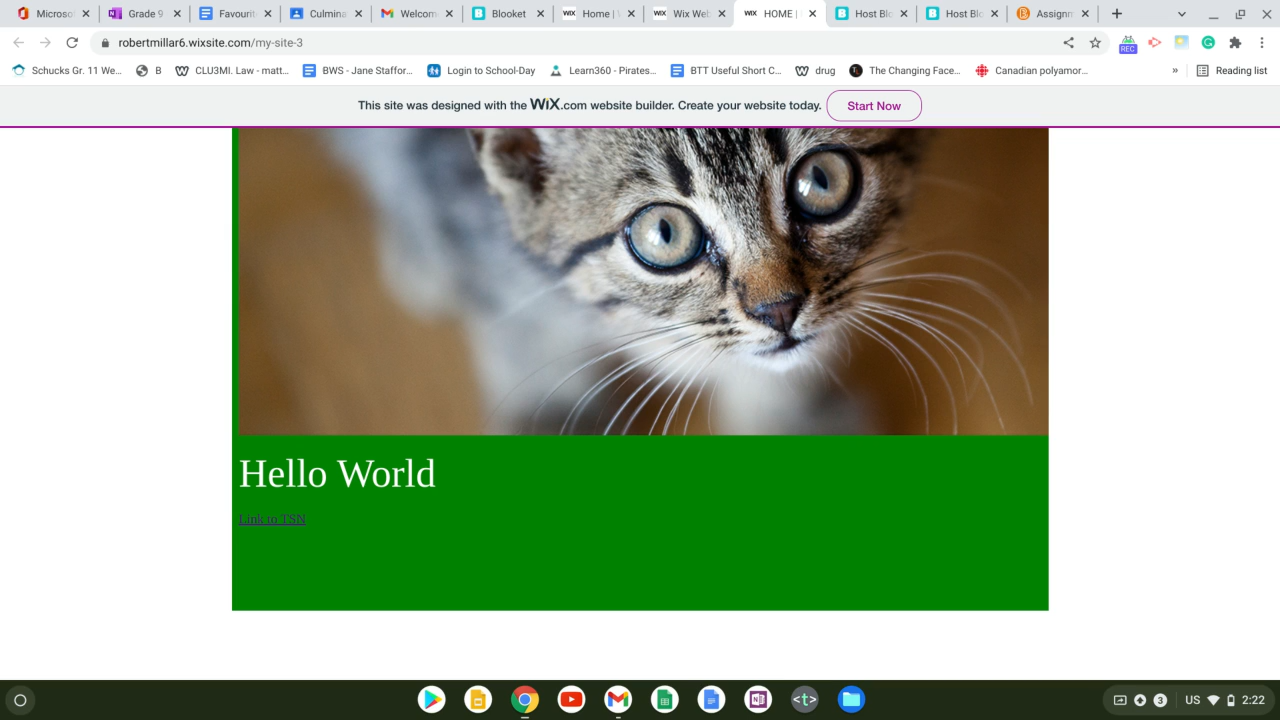 Microso
Grade 9
Favourit
Culmina
Welcom
Blooket
WiX Home | W
WiX Wix Web
WiX HOME |
Host Blo
Host Blo
Assignm
robertmillar6.wixsite.com/my-site-3
REC
Schucks Gr. 11 We...
B
CLU3MI. Law - matt...
BWS - Jane Staffor...
Login to School-Day
Learn360 - Pirates...
BTT Useful Short C...
drug
The Changing Face...
Canadian polyamor...
»
Reading list
This site was designed with the WiX.com website builder. Create your website today.
Start Now
Hello World
Link to TSN
<t>
3
US
2:22